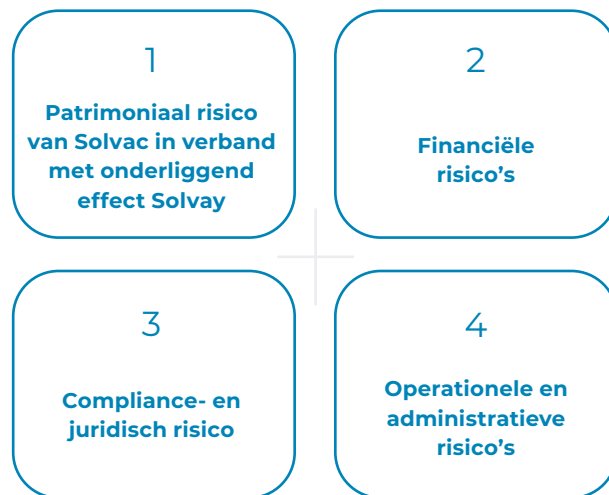 1
Patrimoniaal risico
van Solvac in verband
met onderliggend
effect Solvay
2
Financiële
risico’s
3
Compliance- en
juridisch risico
4
Operationele en
administratieve
risico’s